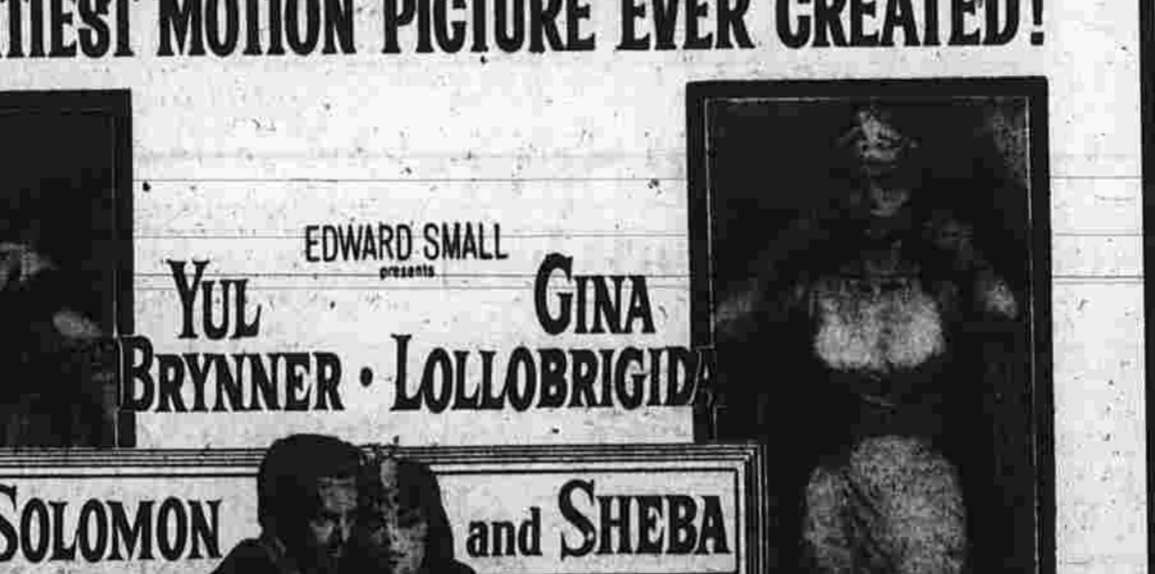 MOTION PICTURE EVER CREATED!
EDWARD SMALL
presents
YUL GINA
BRYNNER • LOLLOBRIGIDA
SOLOMON and SHEBA